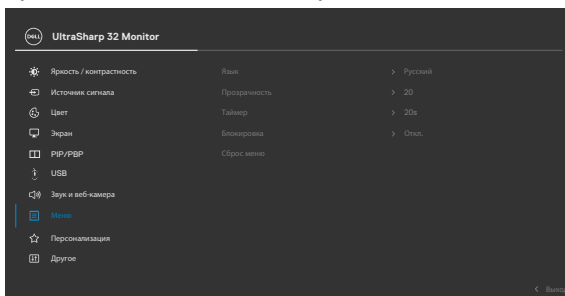 DELL UltraSharp 32 Monitor
Яркость / контрастность Язык > Русский
Источник сигнала Прозрачность > 20
Цвет Таймер > 20s
Экран Блокировка > Откл.
PIP/PBP Сброс меню
USB
Звук и веб-камера
Меню
Персонализация
Другое
< Выход